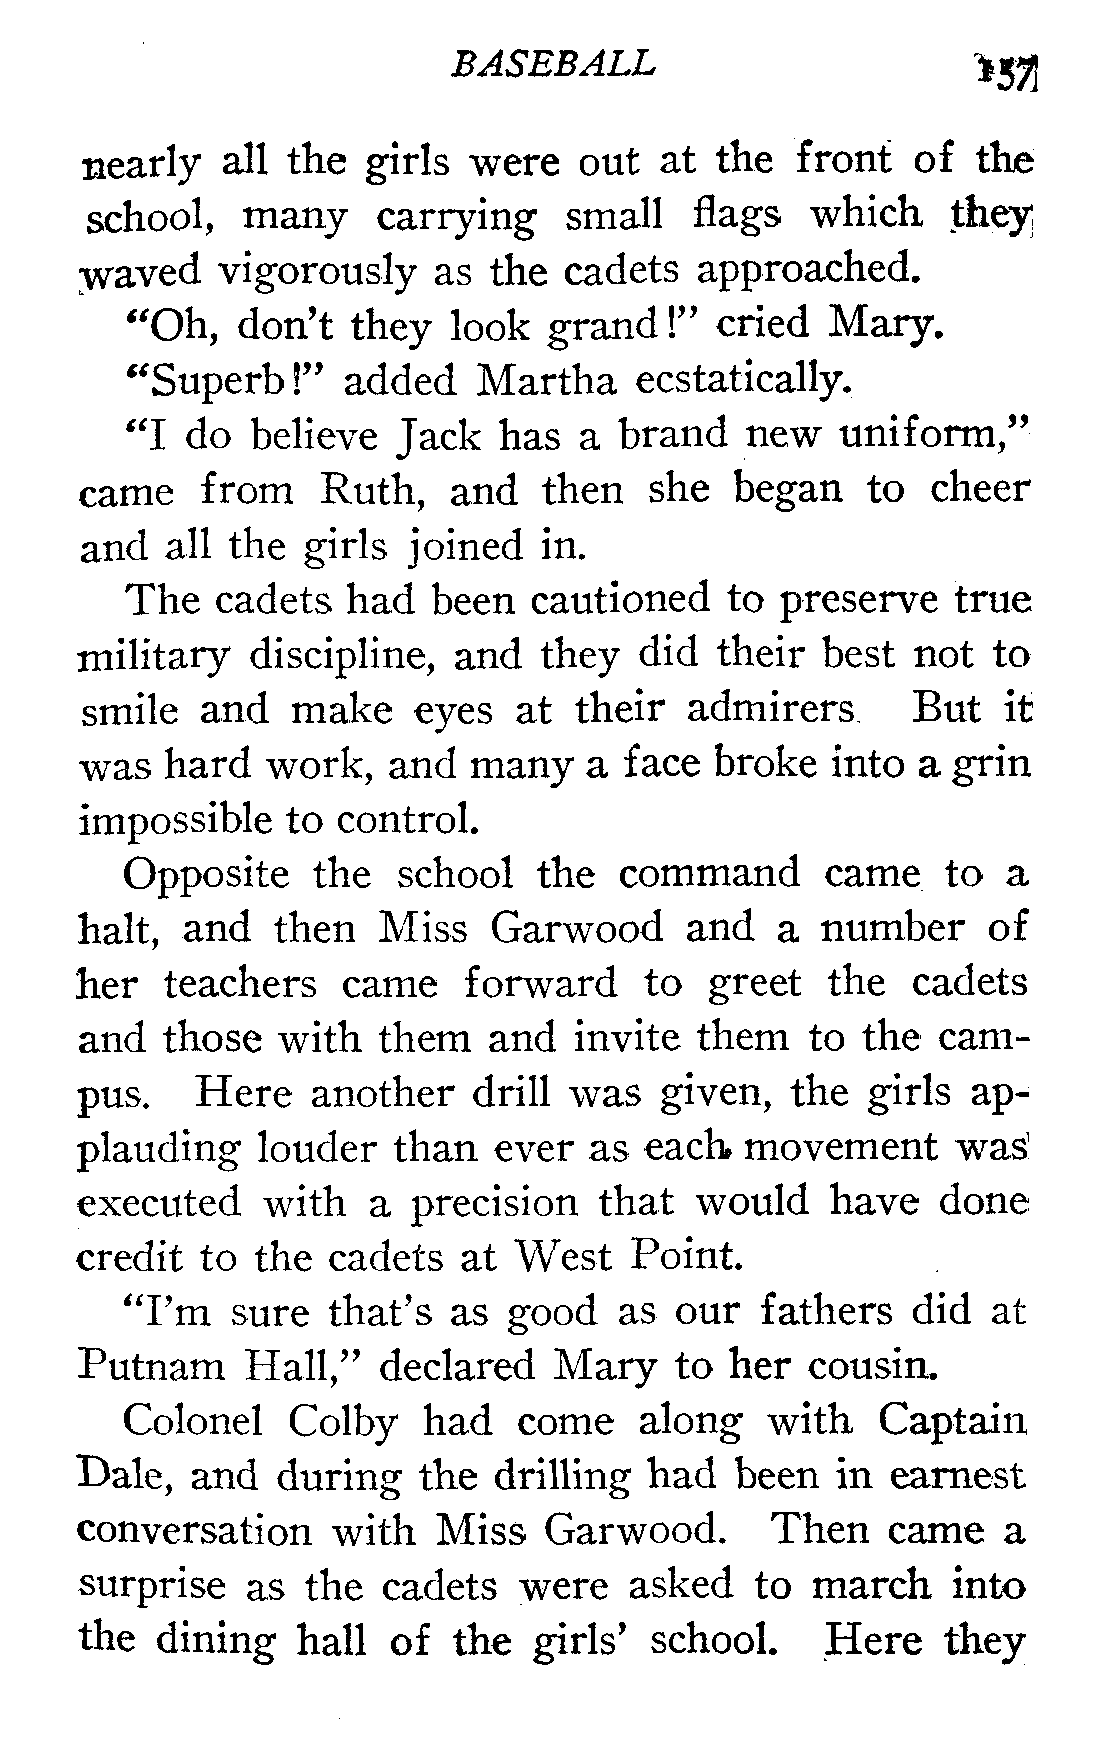 BASEBALL 157
nearly all the girls were out at the front of the
school, many carrying small flags which they
waved vigorously as the cadets approached.
“Oh, don’t they look grand!” cried Mary.
“Superb!” added Martha ecstatically.
“I do believe Jack has a brand new uniform,”
came from Ruth, and then she began to cheer
and all the girls joined in.
The cadets had been cautioned to preserve true
military discipline, and they did their best not to
smile and make eyes at their admirers. But it
was hard work, and many a face broke into a grin
impossible to control.
Opposite the school the command came to a
halt, and then Miss Garwood and a number of
her teachers came forward to greet the cadets
and those with them and invite them to the cam-
pus. Here another drill was given, the girls ap-
plauding louder than ever as each movement was
executed with a precision that would have done
credit to the cadets at West Point.
“I’m sure that’s as good as our fathers did at
Putnam Hall,” declared Mary to her cousin.
Colonel Colby had come along with Captain
Dale, and during the drilling had been in earnest
conversation with Miss Garwood. Then came a
surprise as the cadets were asked to march into
the dining hall of the girls’ school. Here they